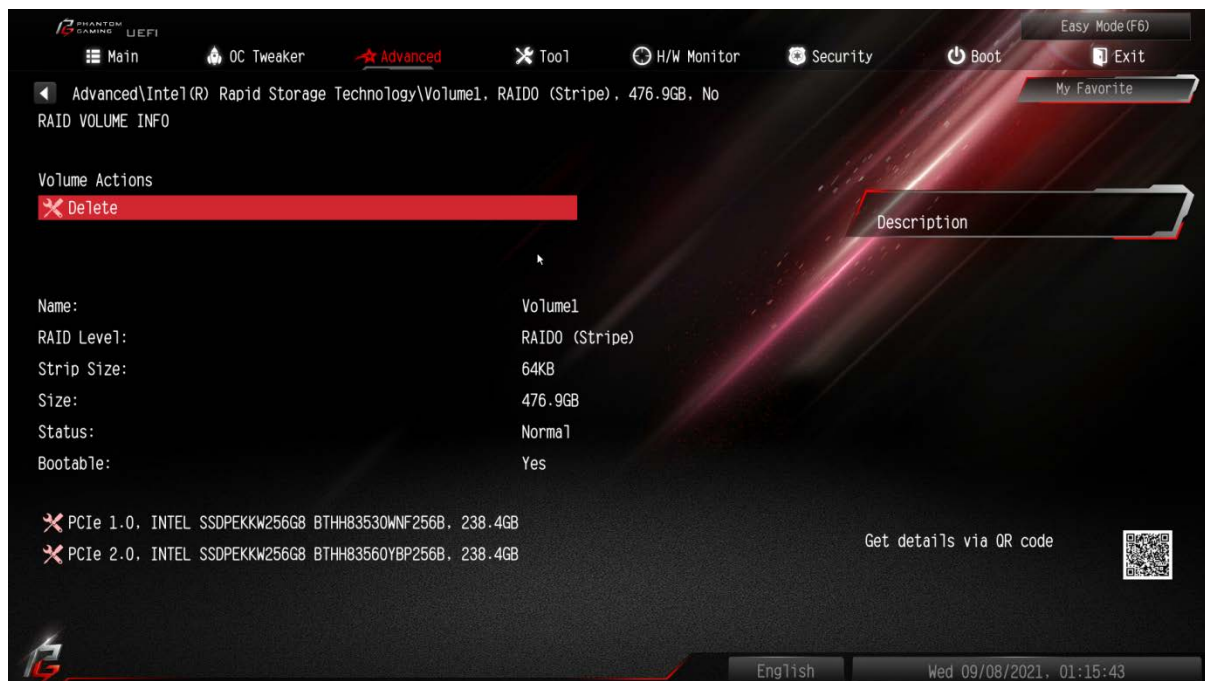 PHANTOM GAMING UEFI
Easy Mode(F6)
Main OC Tweaker Advanced Tool H/W Monitor Security Boot Exit
Advanced\Intel(R) Rapid Storage Technology\Volume1, RAID0 (Stripe), 476.9GB, No
My Favorite
RAID VOLUME INFO
Volume Actions
Delete
Description
Name: Volume1
RAID Level: RAID0 (Stripe)
Strip Size: 64KB
Size: 476.9GB
Status: Normal
Bootable: Yes
PCIe 1.0, INTEL SSDPEKKW256G8 BTHH83530WNF256B, 238.4GB
PCIe 2.0, INTEL SSDPEKKW256G8 BTHH83560YBP256B, 238.4GB
Get details via QR code
English
Wed 09/08/2021, 01:15:43